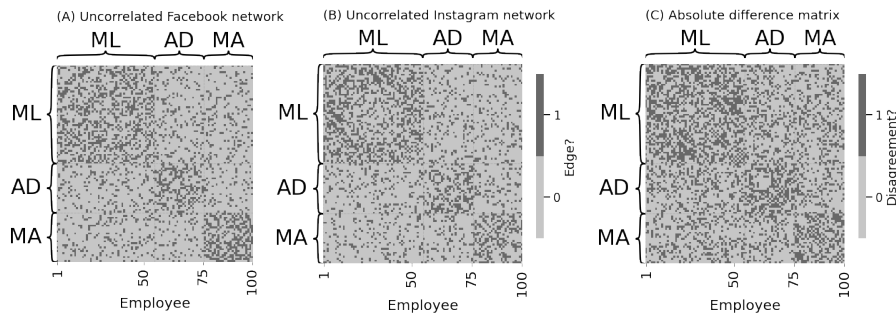 (A) Uncorrelated Facebook network
ML AD MA
ML
AD
MA
1 50 75 100
Employee
(B) Uncorrelated Instagram network
ML AD MA
ML
AD
MA
1 50 75 100
Employee
1
0
Edge?
(C) Absolute difference matrix
ML AD MA
ML
AD
MA
1 50 75 100
Employee
1
0
Disagreement?